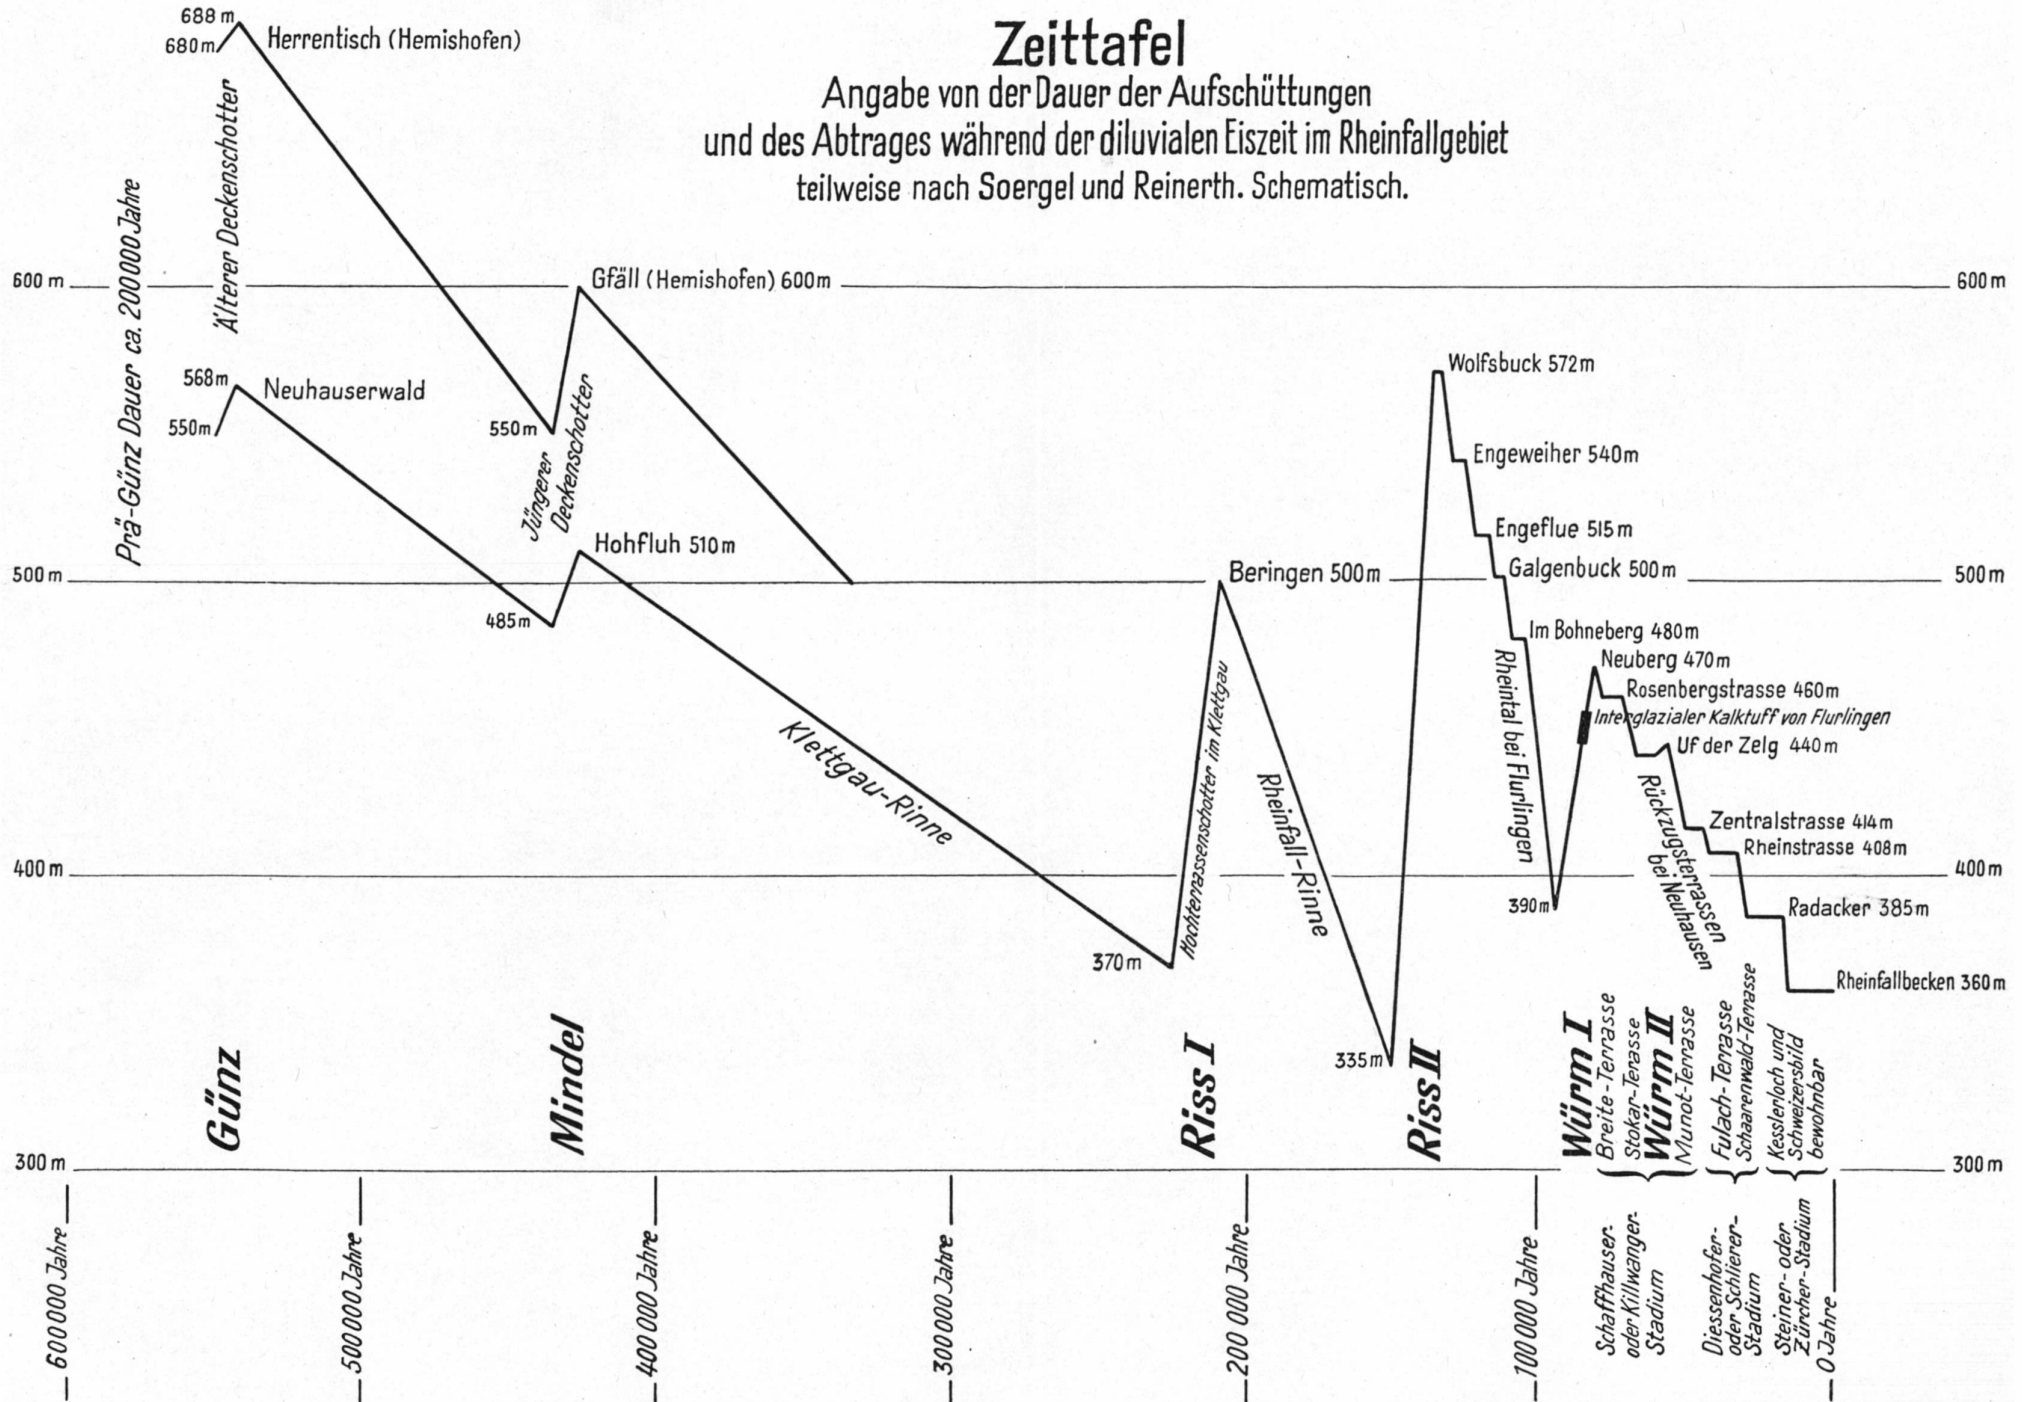 Zeittafel
Angabe von der Dauer der Aufschüttungen
und des Abtrages während der diluvialen Eiszeit im Rheinfallgebiet
teilweise nach Soergel und Reinerth. Schematisch.
688 m
680 m
Herrentisch (Hemishofen)
Prä-Günz Dauer ca. 200000 Jahre
Älterer Deckenschotter
600 m
Gfäll (Hemishofen) 600 m
600 m
568 m
Neuhauserwald
550 m
550 m
Jüngerer
Deckenschotter
Wolfsbuck 572 m
Engeweiher 540 m
Engeflue 515 m
Hohfluh 510 m
500 m
Beringen 500 m
Galgenbuck 500 m
500 m
485 m
Im Bohneberg 480 m
Neuberg 470 m
Rosenbergstrasse 460 m
Interglazialer Kalktuff von Flurlingen
Uf der Zelg 440 m
Klettgau-Rinne
Hochterrassenschotter im Klettgau
Rheinfall-Rinne
Rheintal bei Flurlingen
Rückzugsterrassen
bei Neuhausen
Zentralstrasse 414 m
Rheinstrasse 408 m
400 m
400 m
390 m
Radacker 385 m
370 m
Rheinfallbecken 360 m
335 m
Günz
Mindel
Riss I
Riss II
Würm I
Breite-Terrasse
Stokar-Terasse
Würm II
Munot-Terrasse
Fulach-Terrasse
Schaarenwald-Terrasse
Kesslerloch und
Schweizersbild
bewohnbar
300 m
300 m
600 000 Jahre
500 000 Jahre
400 000 Jahre
300 000 Jahre
200 000 Jahre
100 000 Jahre
Schaffhauser-
oder Killwanger-
Stadium
Diessenhofer-
oder Schlierer-
Stadium
Steiner- oder
Zürcher-Stadium
0 Jahre